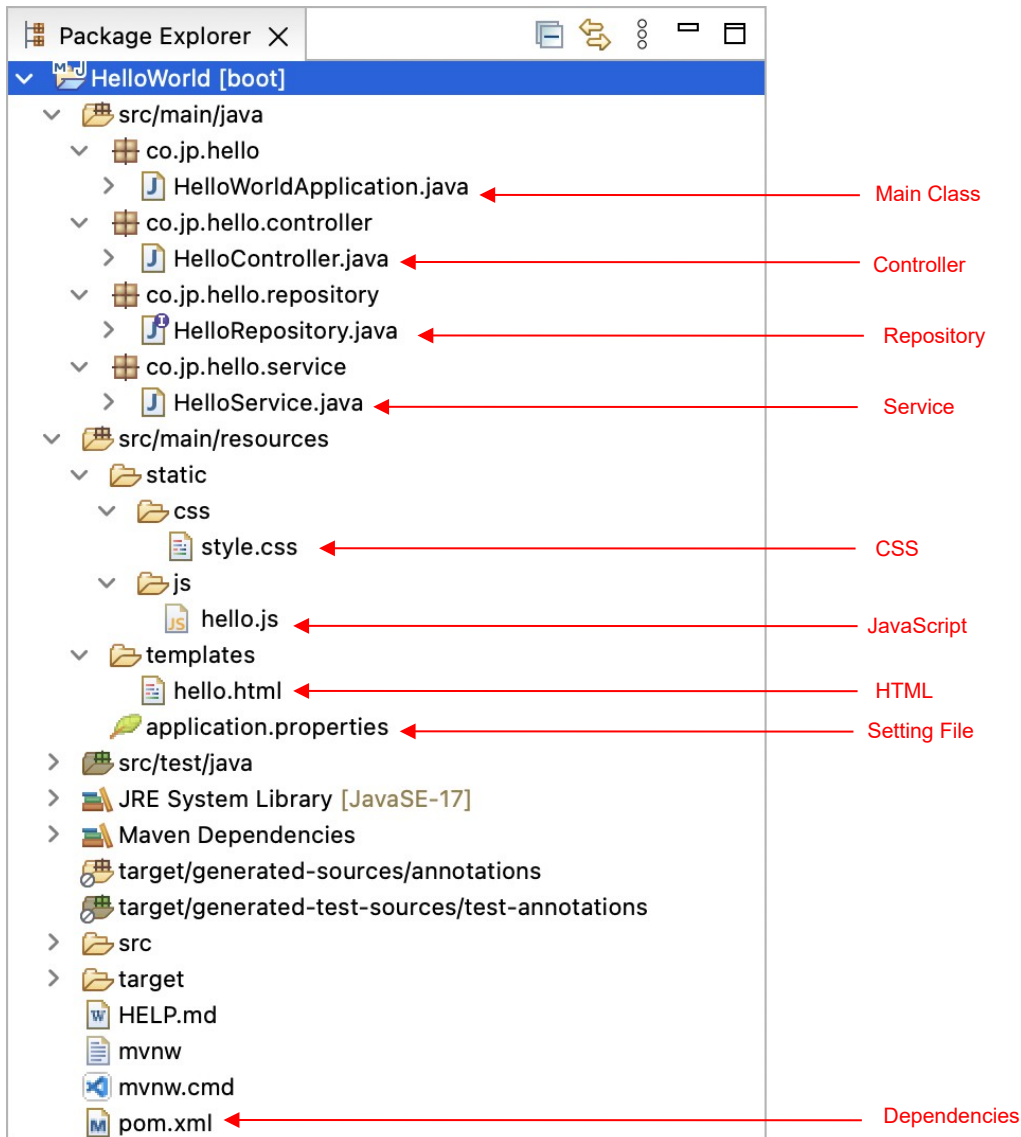 Package Explorer
HelloWorld [boot]
src/main/java
co.jp.hello
HelloWorldApplication.java
Main Class
co.jp.hello.controller
HelloController.java
Controller
co.jp.hello.repository
HelloRepository.java
Repository
co.jp.hello.service
HelloService.java
Service
src/main/resources
static
css
style.css
CSS
js
hello.js
JavaScript
templates
hello.html
HTML
application.properties
Setting File
src/test/java
JRE System Library [JavaSE-17]
Maven Dependencies
target/generated-sources/annotations
target/generated-test-sources/test-annotations
src
target
HELP.md
mvnw
mvnw.cmd
pom.xml
Dependencies